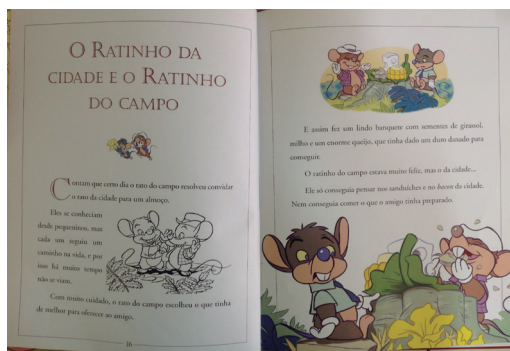 O RATINHO DA
CIDADE E O RATINHO
DO CAMPO
Contam que certo dia o rato do campo resolveu convidar
o rato da cidade para um almoço.
Eles se conheciam
desde pequeninos, mas
cada um seguiu um
caminho na vida, e por
isso há muito tempo
não se viam.
Com muito cuidado, o rato do campo escolheu o que tinha
de melhor para oferecer ao amigo.
16
E assim fez um lindo banquete com sementes de girassol,
milho e um enorme queijo, que tinha dado um duro danado para
conseguir.
O ratinho do campo estava muito feliz, mas o da cidade...
Ele só conseguia pensar nos sanduíches e no bacon da cidade.
Nem conseguia comer o que o amigo tinha preparado.